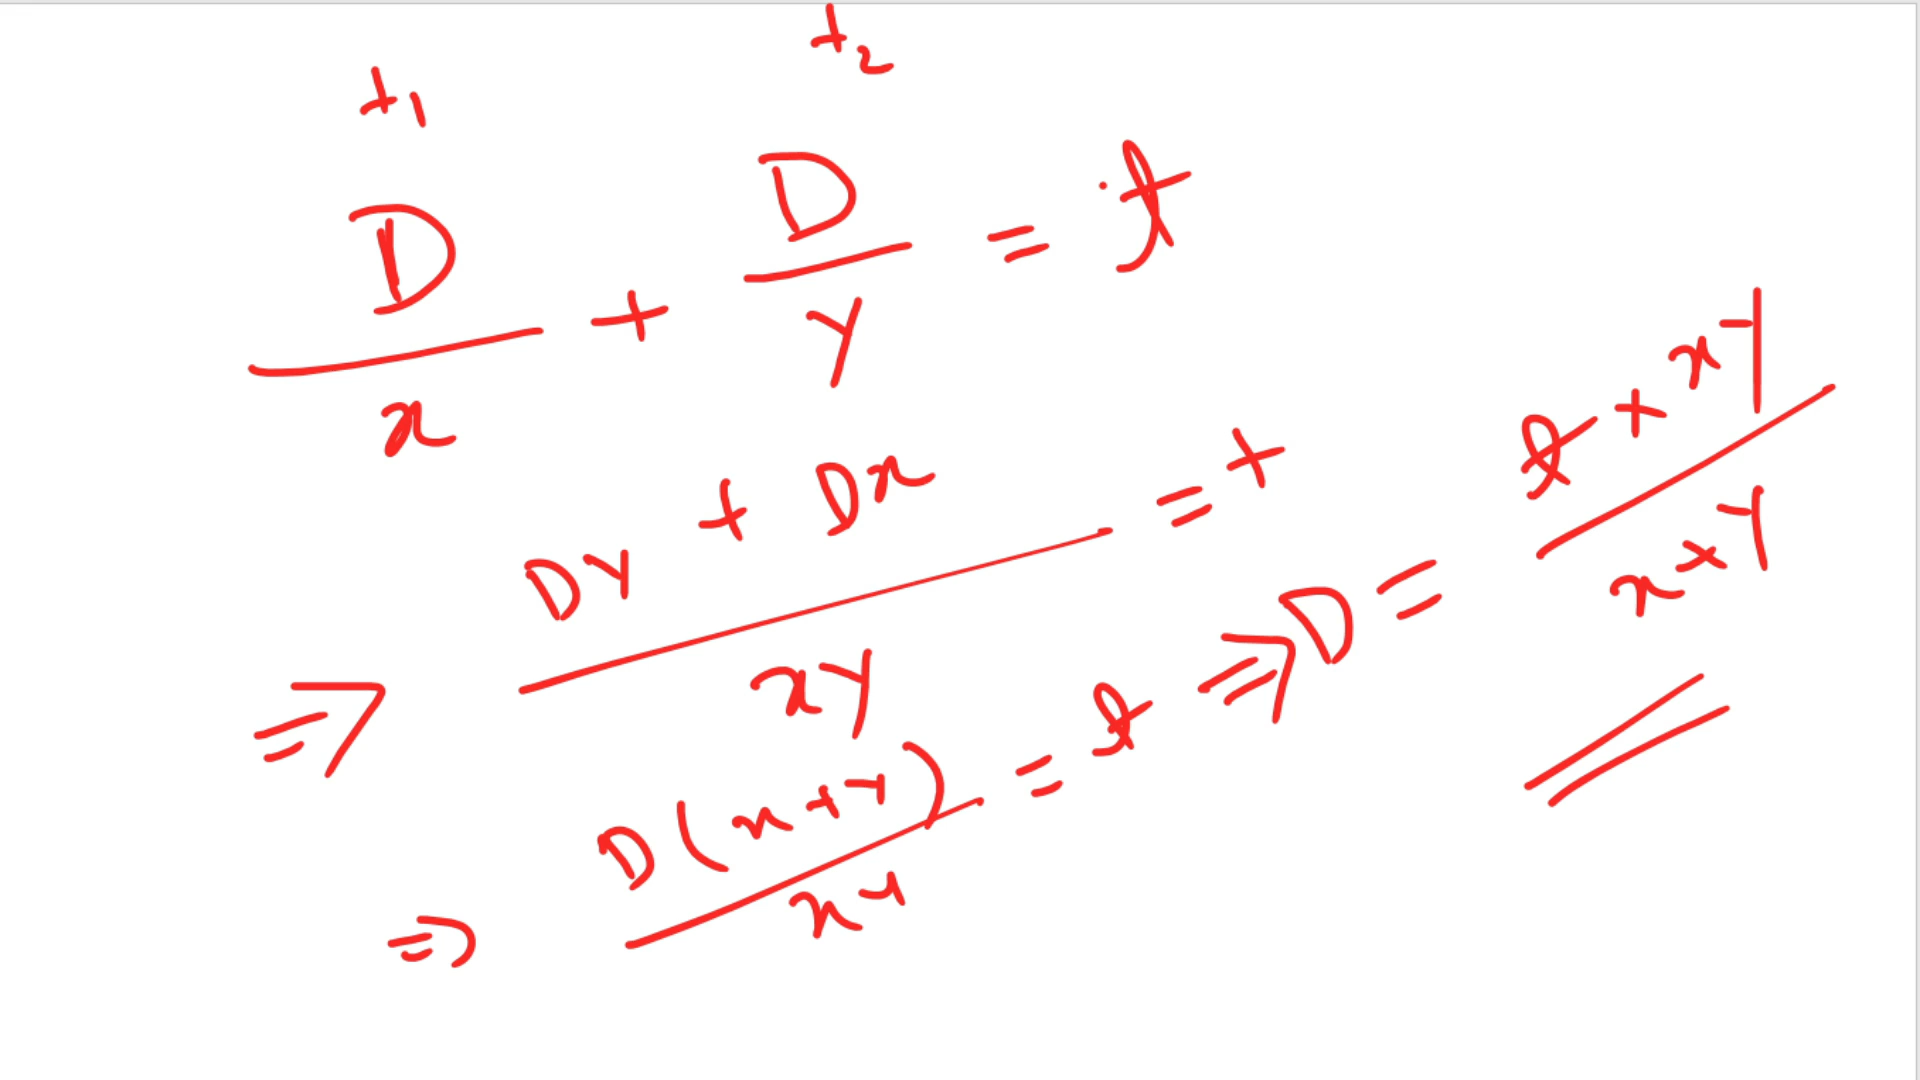 t₁ t₂
D/x + D/y = t
⇒ (Dy + Dx)/xy = t
⇒ D(x+y)/xy = t ⇒ D = (t × xy)/(x+y)